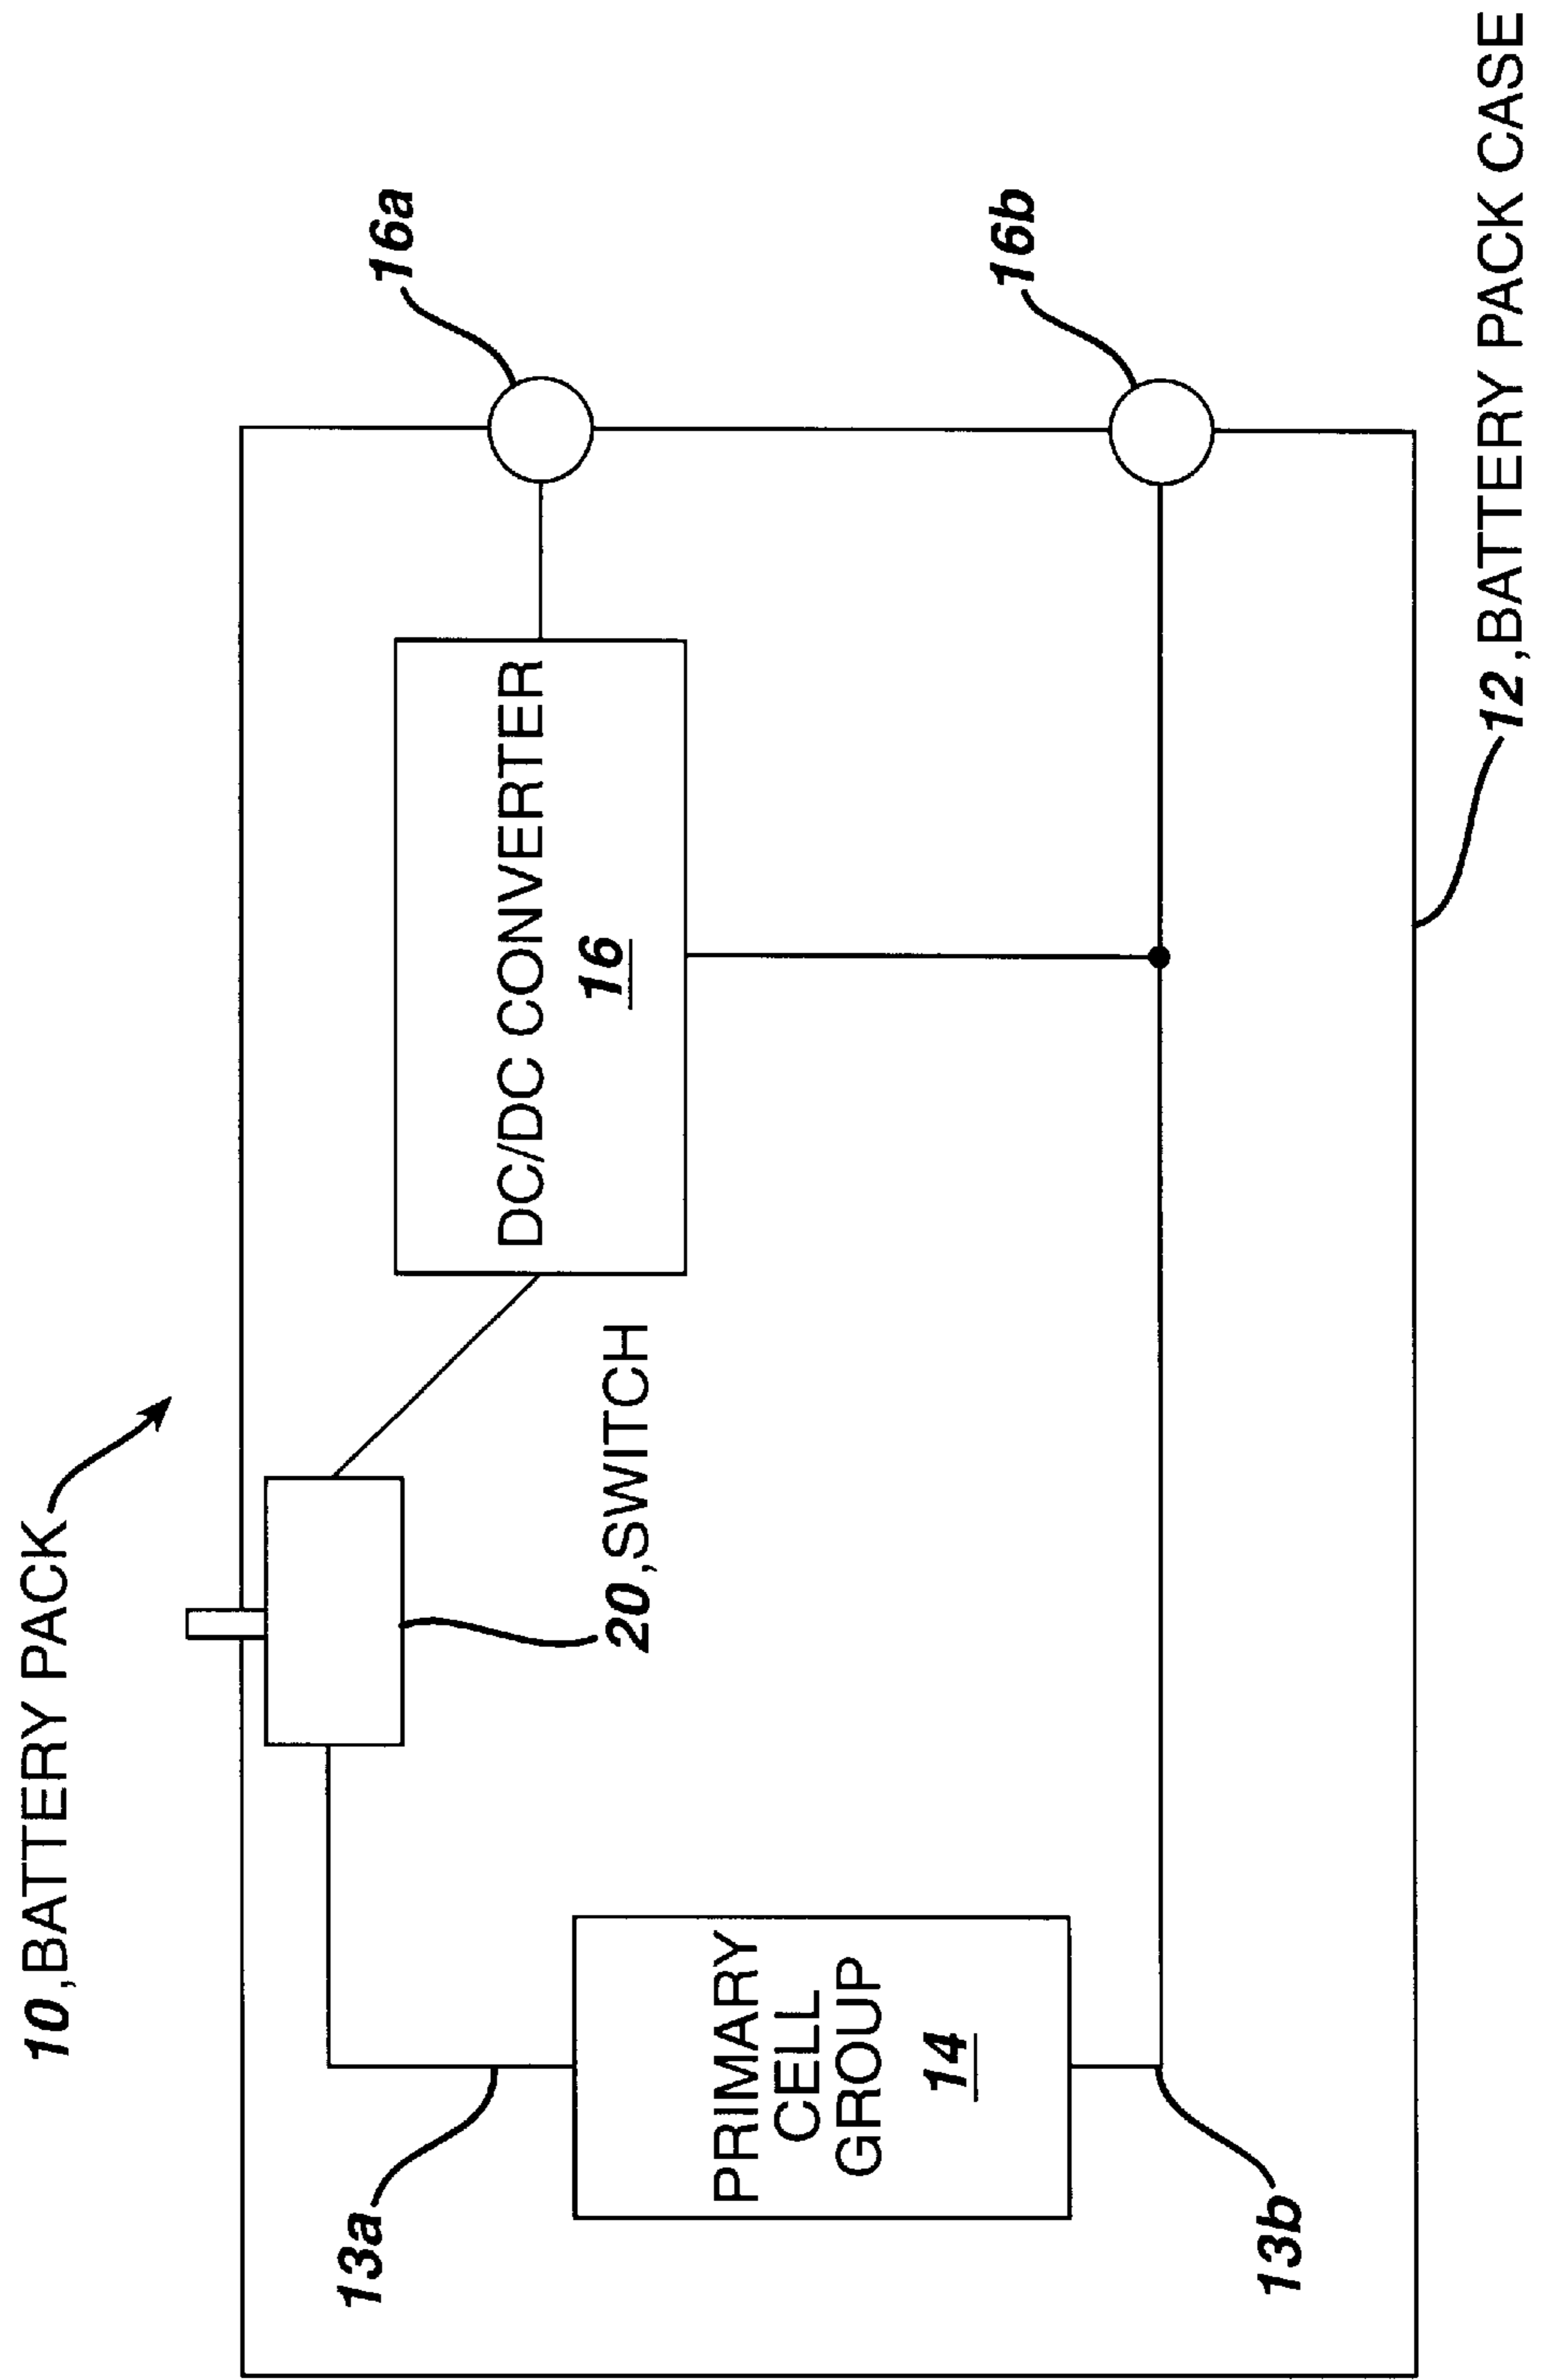 10,BATTERY PACK
16a
DC/DC CONVERTER
16
20,SWITCH
13a
PRIMARY
CELL
GROUP
14
16b
13b
12,BATTERY PACK CASE